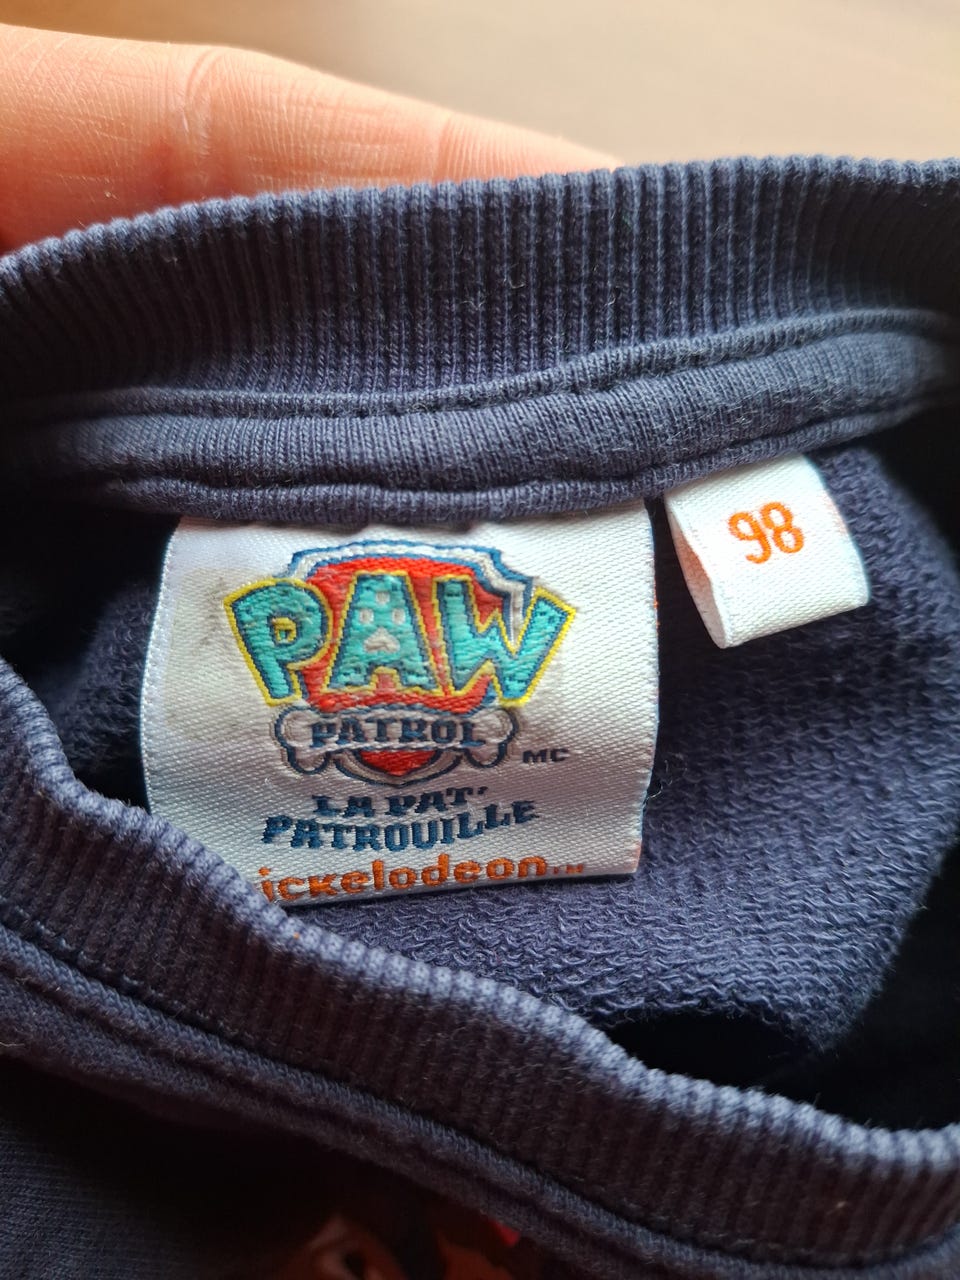 PAW
PATROL
MC
LA PAT'
PATROUILLE
ickelodeon
98